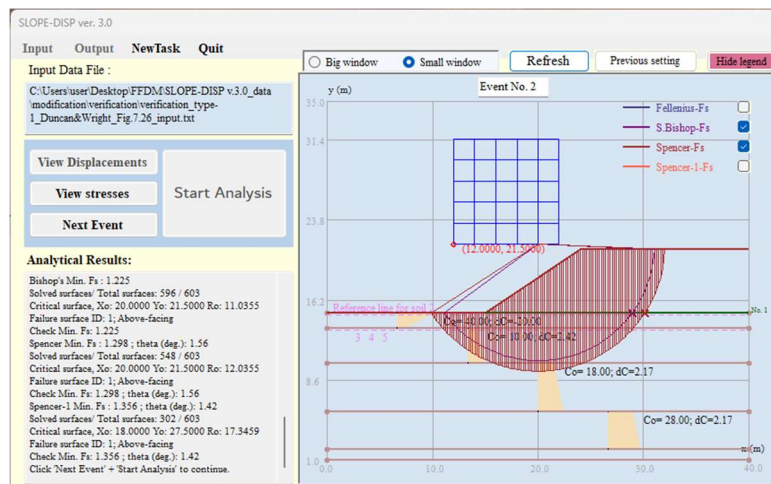 SLOPE-DISP ver. 3.0
Input Output NewTask Quit
Input Data File :
C:\Users\user\Desktop\FFDM\SLOPE-DISP v.3.0_data
\modification\verification\verification_type-
1_Duncan&Wright_Fig.7.26_input.txt
View Displacements
View stresses
Next Event
Start Analysis
Analytical Results:
Bishop's Min. Fs : 1.225
Solved surfaces/ Total surfaces: 596 / 603
Critical surface, Xo: 20.0000 Yo: 21.5000 Ro: 11.0355
Failure surface ID: 1; Above-facing
Check Min. Fs: 1.225
Spencer Min. Fs : 1.298 ; theta (deg.): 1.56
Solved surfaces/ Total surfaces: 548 / 603
Critical surface, Xo: 20.0000 Yo: 21.5000 Ro: 12.0355
Failure surface ID: 1; Above-facing
Check Min. Fs: 1.298 ; theta (deg.): 1.56
Spencer-1 Min. Fs : 1.356 ; theta (deg.): 1.42
Solved surfaces/ Total surfaces: 302 / 603
Critical surface, Xo: 18.0000 Yo: 27.5000 Ro: 17.3459
Failure surface ID: 1; Above-facing
Check Min. Fs: 1.356 ; theta (deg.): 1.42
Click 'Next Event' + 'Start Analysis' to continue.
Big window Small window Refresh Previous setting Hide legend
Event No. 2
y (m)
35.0
31.4
23.8
16.2
8.6
1.0
Fellenius-Fs
S.Bishop-Fs
Spencer-Fs
Spencer-1-Fs
(12.0000, 21.5000)
Reference line for soil
No. 1
3 4 5
Co= 40.00; dC=-20.00
Co= 10.00; dC=2.42
Co= 18.00; dC=2.17
Co= 28.00; dC=2.17
x (m)
0.0 10.0 20.0 30.0 40.0